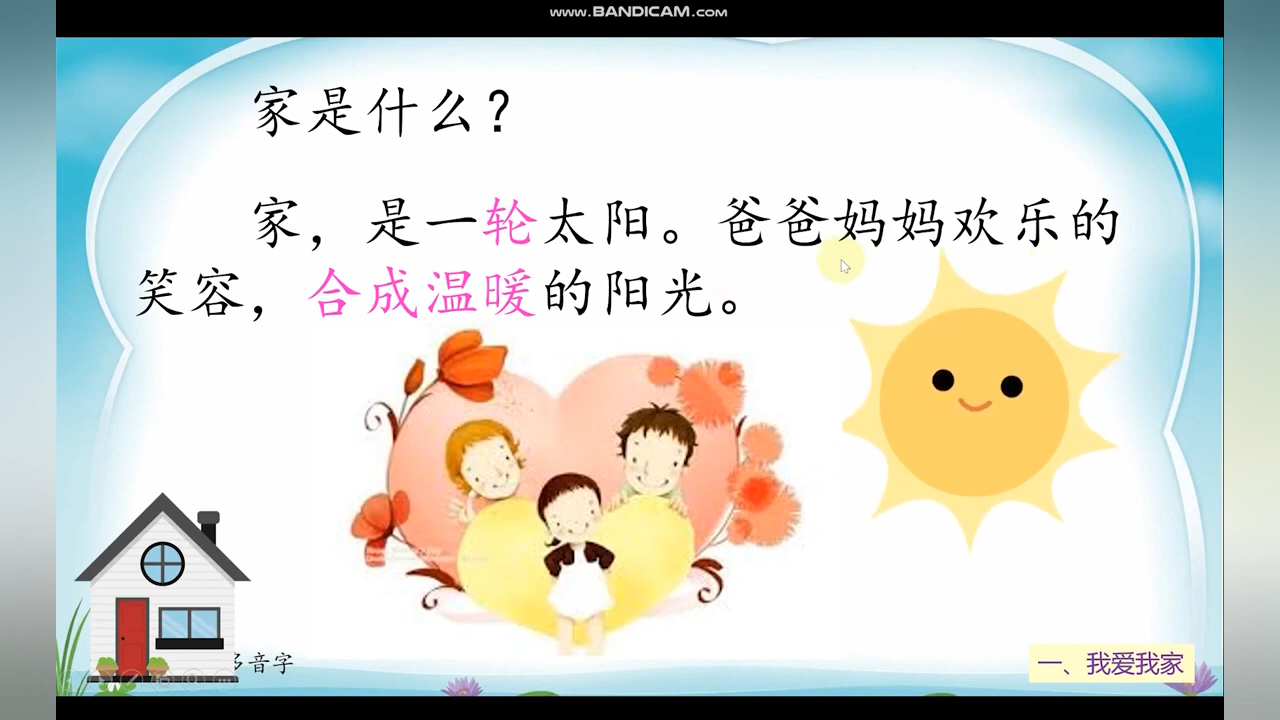 www.BANDICAM.com
家是什么？
家，是一轮太阳。爸爸妈妈欢乐的
笑容，合成温暖的阳光。
多音字
一、我爱我家